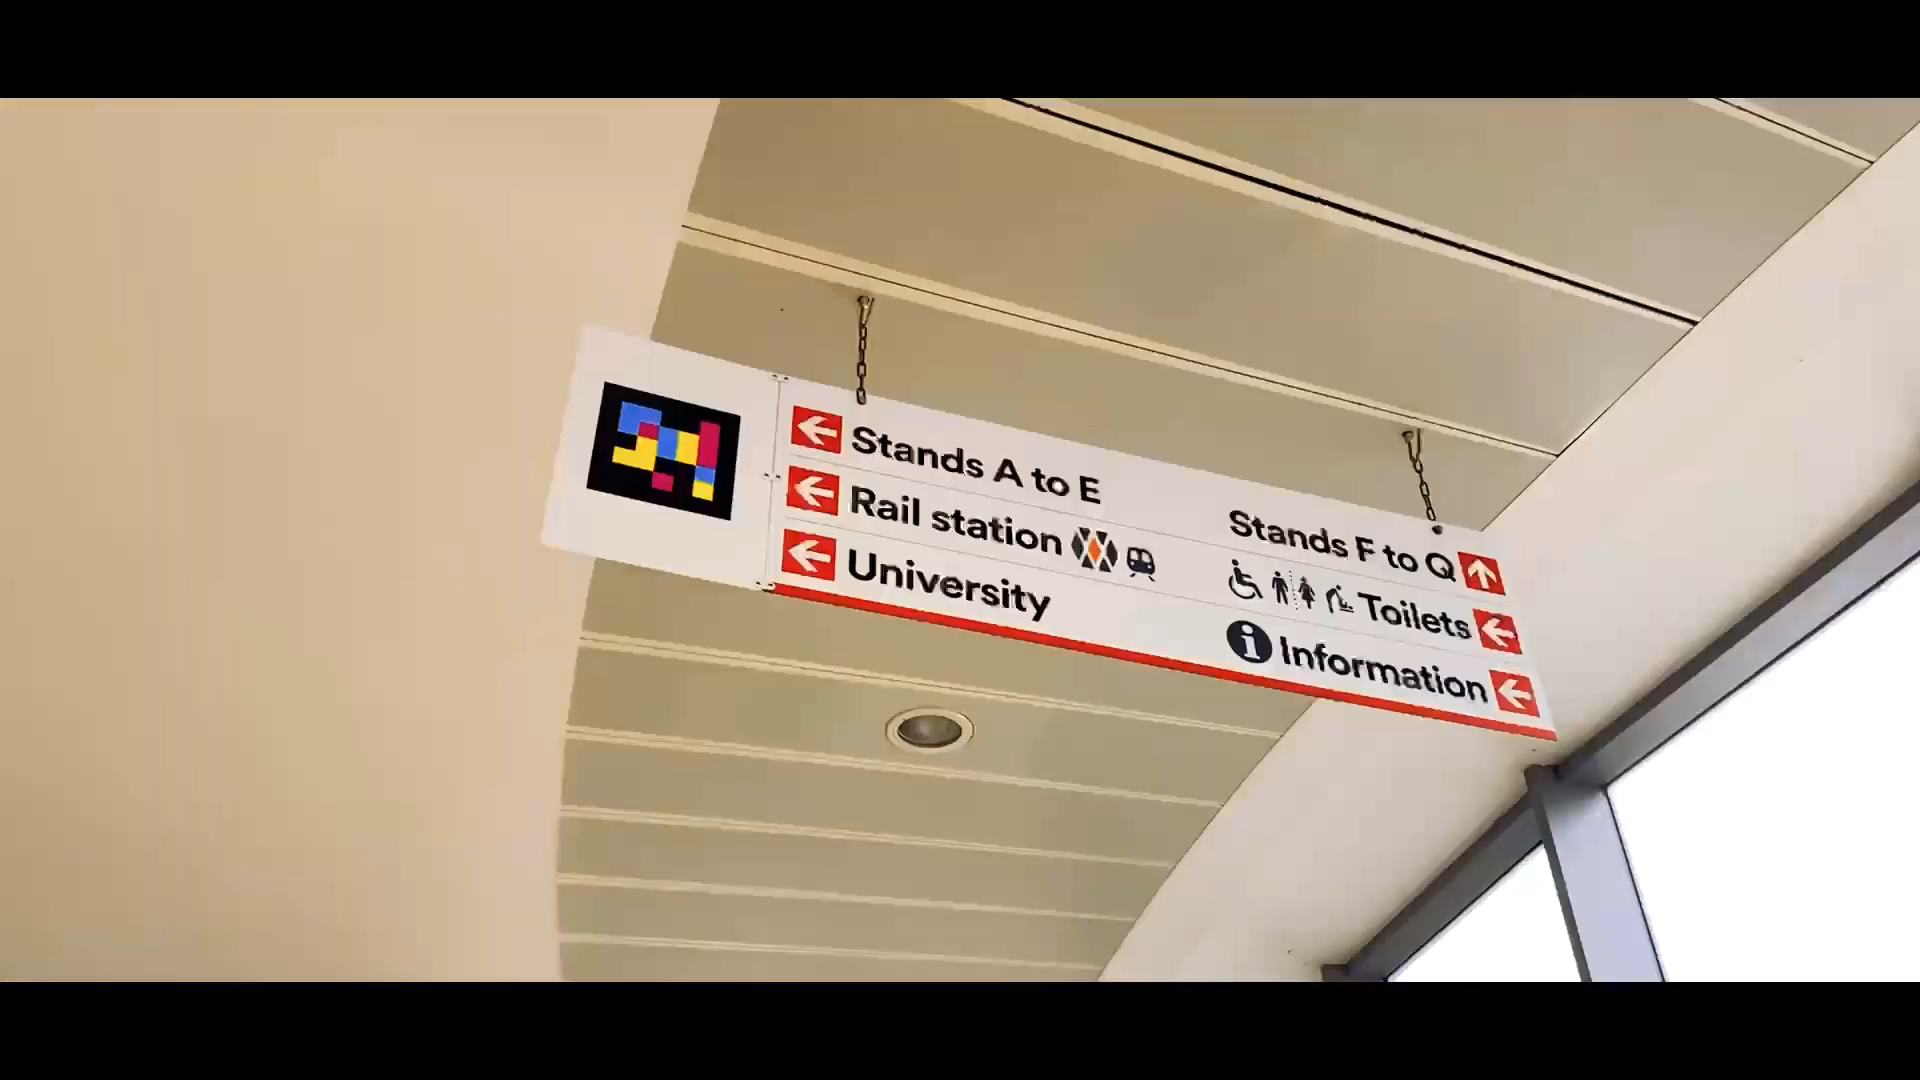 Stands A to E
Rail station
University
Stands F to Q
Toilets
i Information